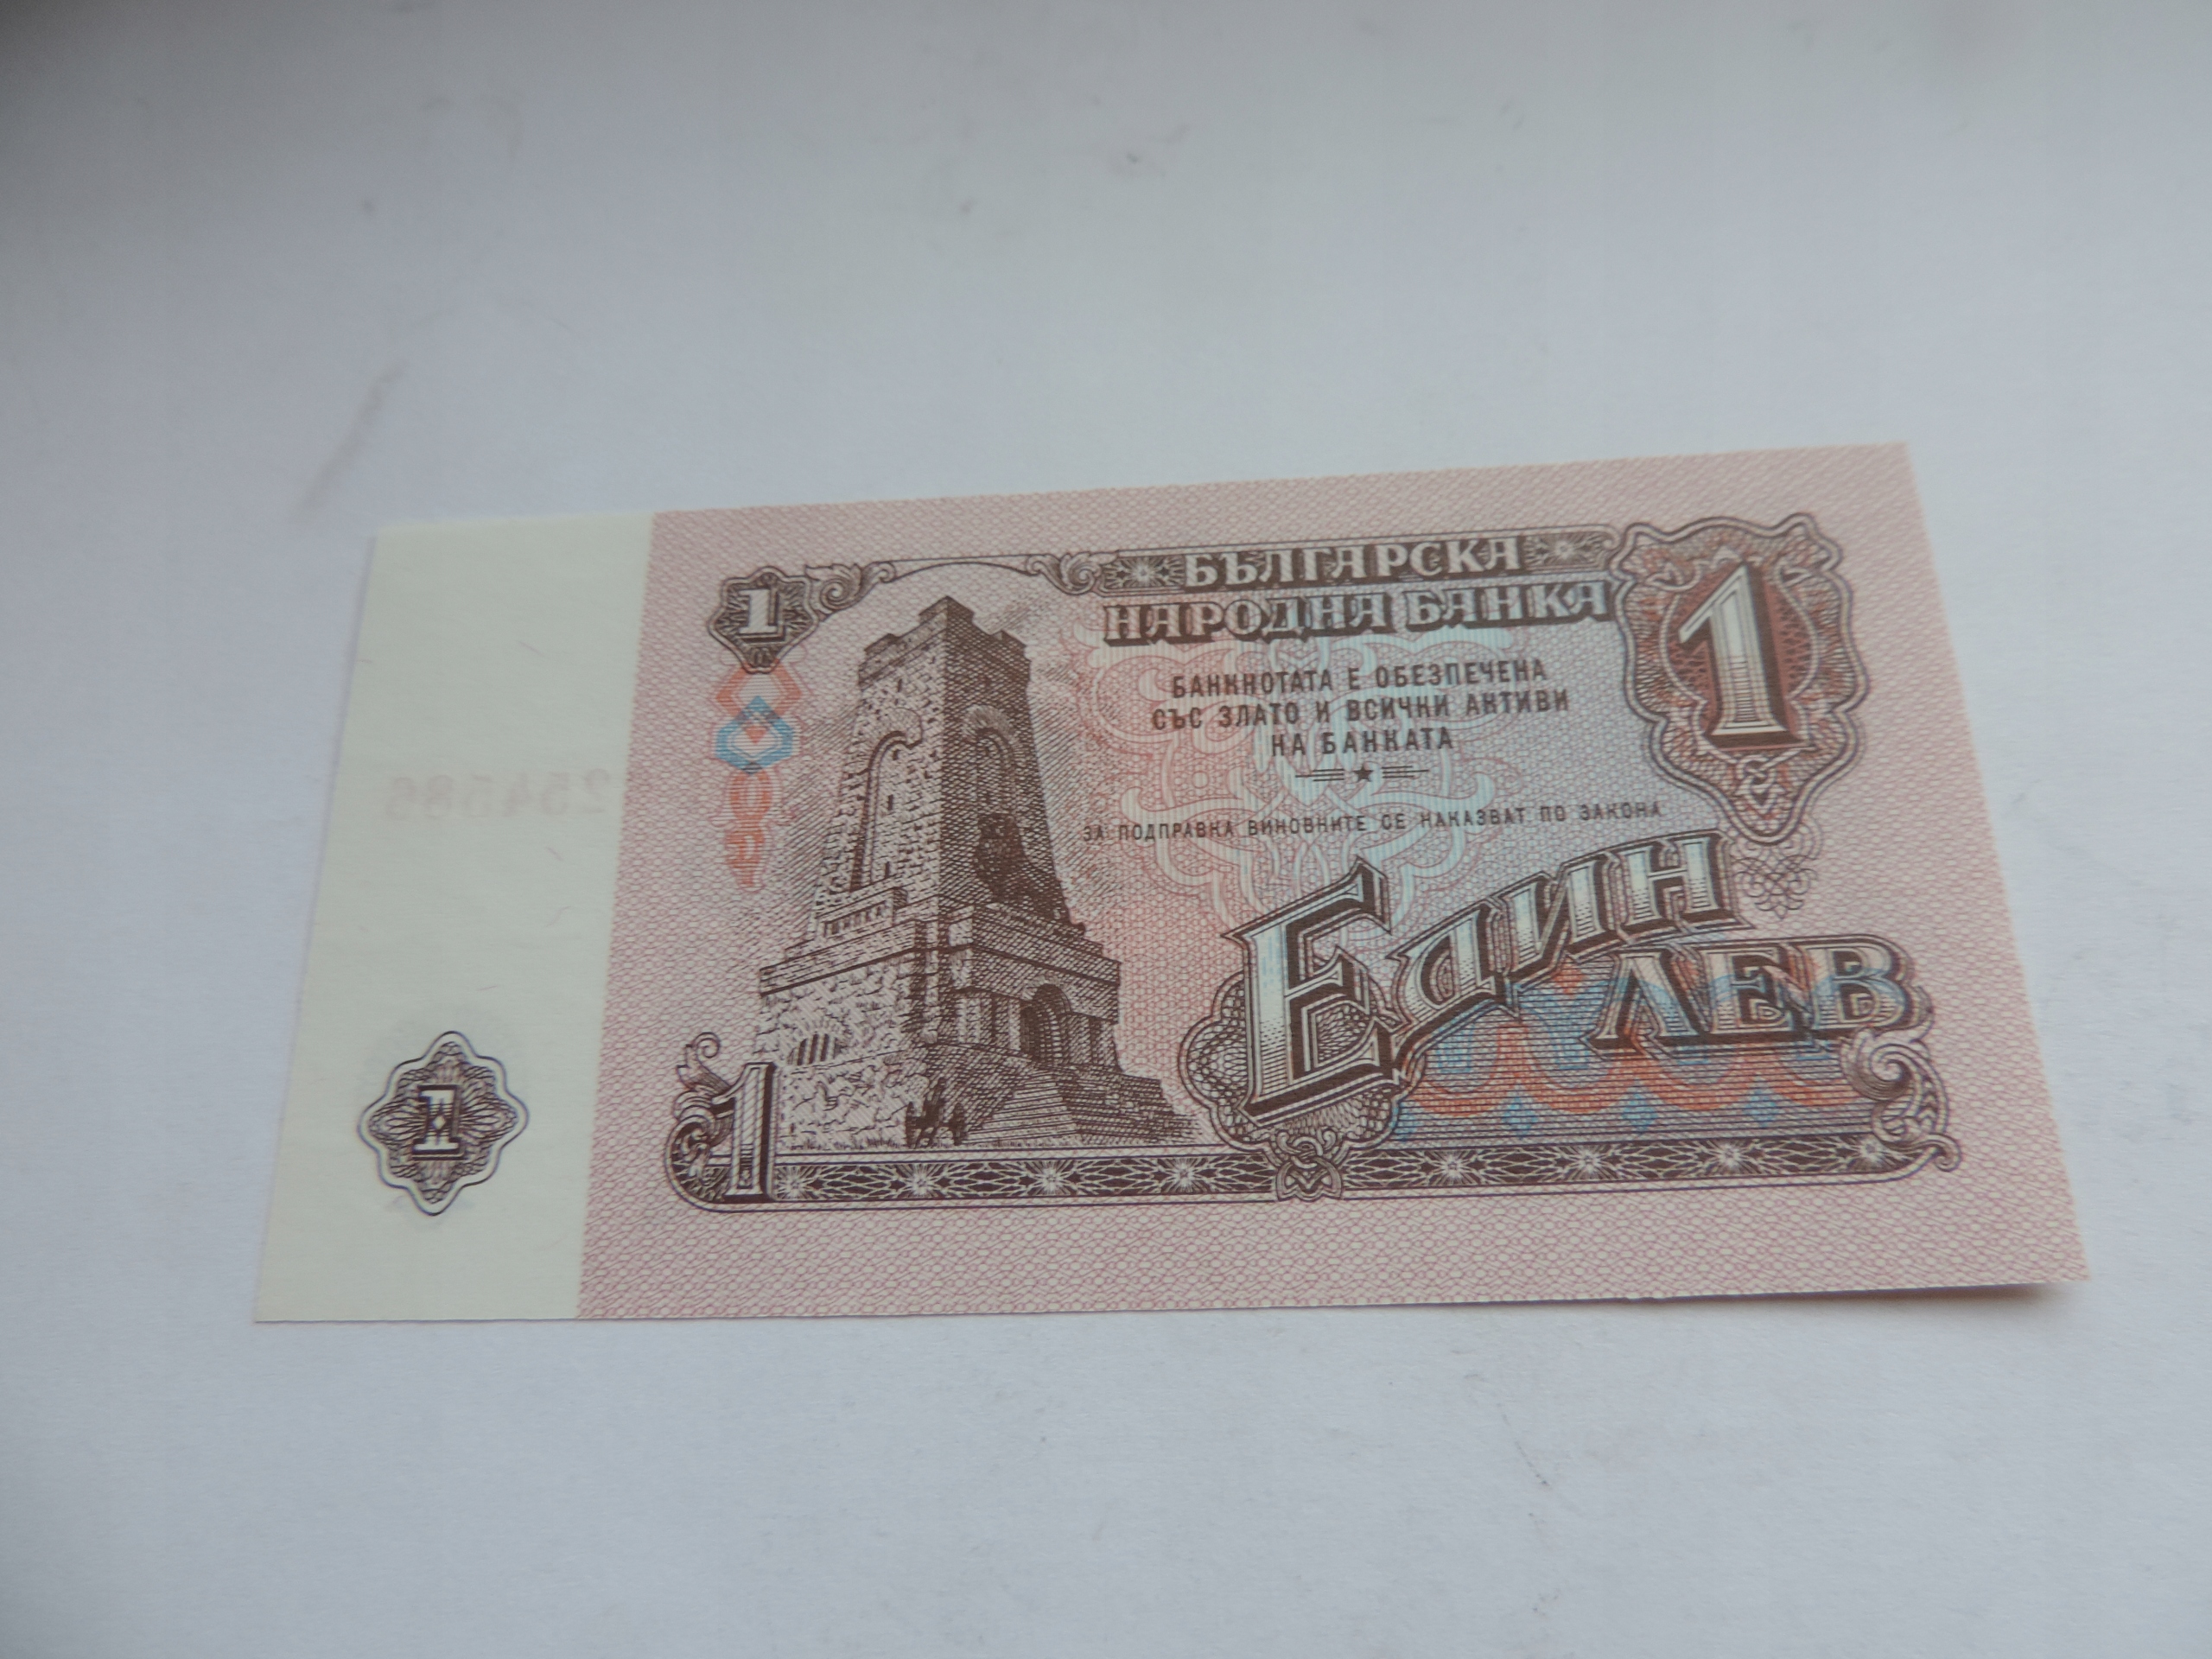 1
БЪЛГАРСКА
НАРОДНА БАНКА
1
БАНКНОТАТА Е ОБЕЗПЕЧЕНА
СЪС ЗЛАТО И ВСИЧКИ АКТИВИ
НА БАНКАТА
ЗА ПОДПРАВКА ВИНОВНИТЕ СЕ НАКАЗВАТ ПО ЗАКОНА
ЕДИН
ЛЕВ
ШИПКА
1
1